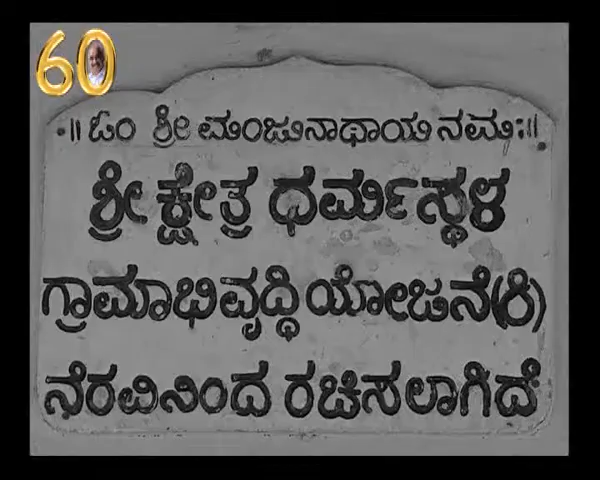 60
॥ ಓಂ ಶ್ರೀ ಮಂಜುನಾಥಾಯ ನಮಃ ॥
ಶ್ರೀ ಕ್ಷೇತ್ರ ಧರ್ಮಸ್ಥಳ
ಗ್ರಾಮಾಭಿವೃದ್ಧಿ ಯೋಜನೆ(ರಿ)
ನೆರವಿನಿಂದ ರಚಿಸಲಾಗಿದೆ